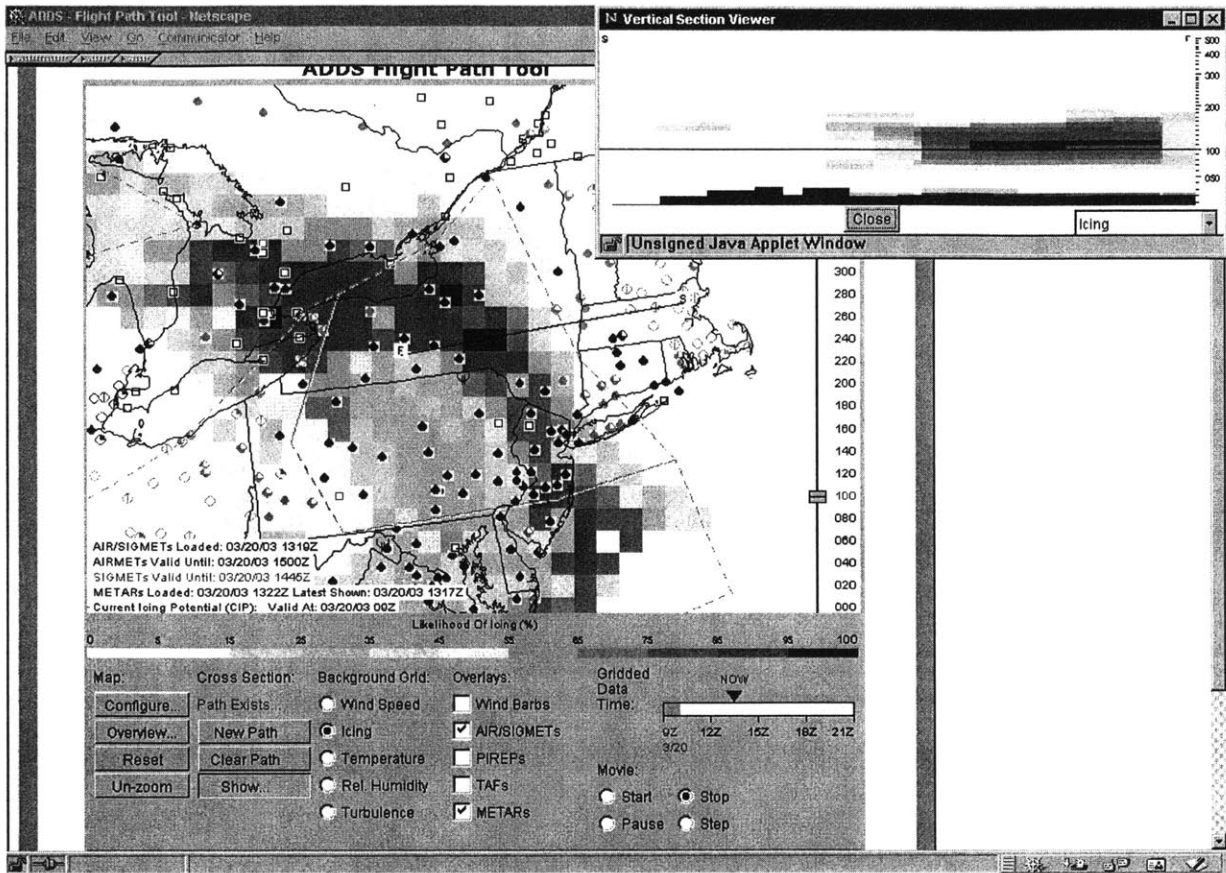 ADDS - Flight Path Tool - Netscape
File Edit View Go Communicator Help
ADDS Flight Path Tool
Vertical Section Viewer
S
F
500
400
300
200
100
050
Close
Icing
Unsigned Java Applet Window
300
280
260
240
220
200
180
160
140
120
100
080
060
040
020
000
S
E
AIR/SIGMETs Loaded: 03/20/03 1319Z
AIRMETs Valid Until: 03/20/03 1500Z
SIGMETs Valid Until: 03/20/03 1445Z
METARs Loaded: 03/20/03 1322Z Latest Shown: 03/20/03 1317Z
Current Icing Potential (CIP): Valid At: 03/20/03 09Z
Likelihood Of Icing (%)
0 5 15 25 35 45 55 65 75 85 95 100
Map:
Configure...
Overview...
Reset
Un-zoom
Cross Section:
Path Exists...
New Path
Clear Path
Show...
Background Grid:
Wind Speed
Icing
Temperature
Rel. Humidity
Turbulence
Overlays:
Wind Barbs
AIR/SIGMETs
PIREPs
TAFs
METARs
Gridded
Data
Time:
NOW
9Z 12Z 15Z 18Z 21Z
3/20
Movie:
Start Stop
Pause Step